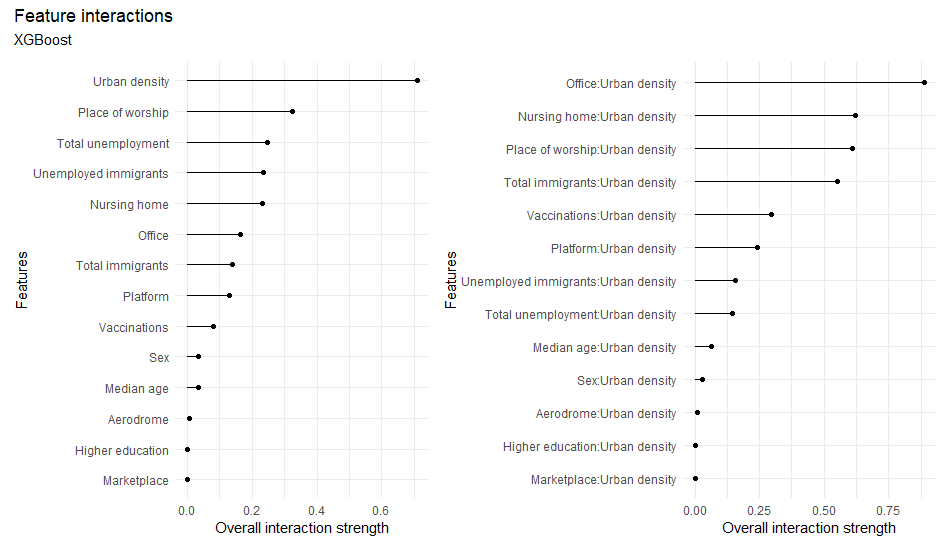 Feature interactions
XGBoost
Features
Urban density
Place of worship
Total unemployment
Unemployed immigrants
Nursing home
Office
Total immigrants
Platform
Vaccinations
Sex
Median age
Aerodrome
Higher education
Marketplace
0.0 0.2 0.4 0.6
Overall interaction strength
Features
Office:Urban density
Nursing home:Urban density
Place of worship:Urban density
Total immigrants:Urban density
Vaccinations:Urban density
Platform:Urban density
Unemployed immigrants:Urban density
Total unemployment:Urban density
Median age:Urban density
Sex:Urban density
Aerodrome:Urban density
Higher education:Urban density
Marketplace:Urban density
0.00 0.25 0.50 0.75
Overall interaction strength